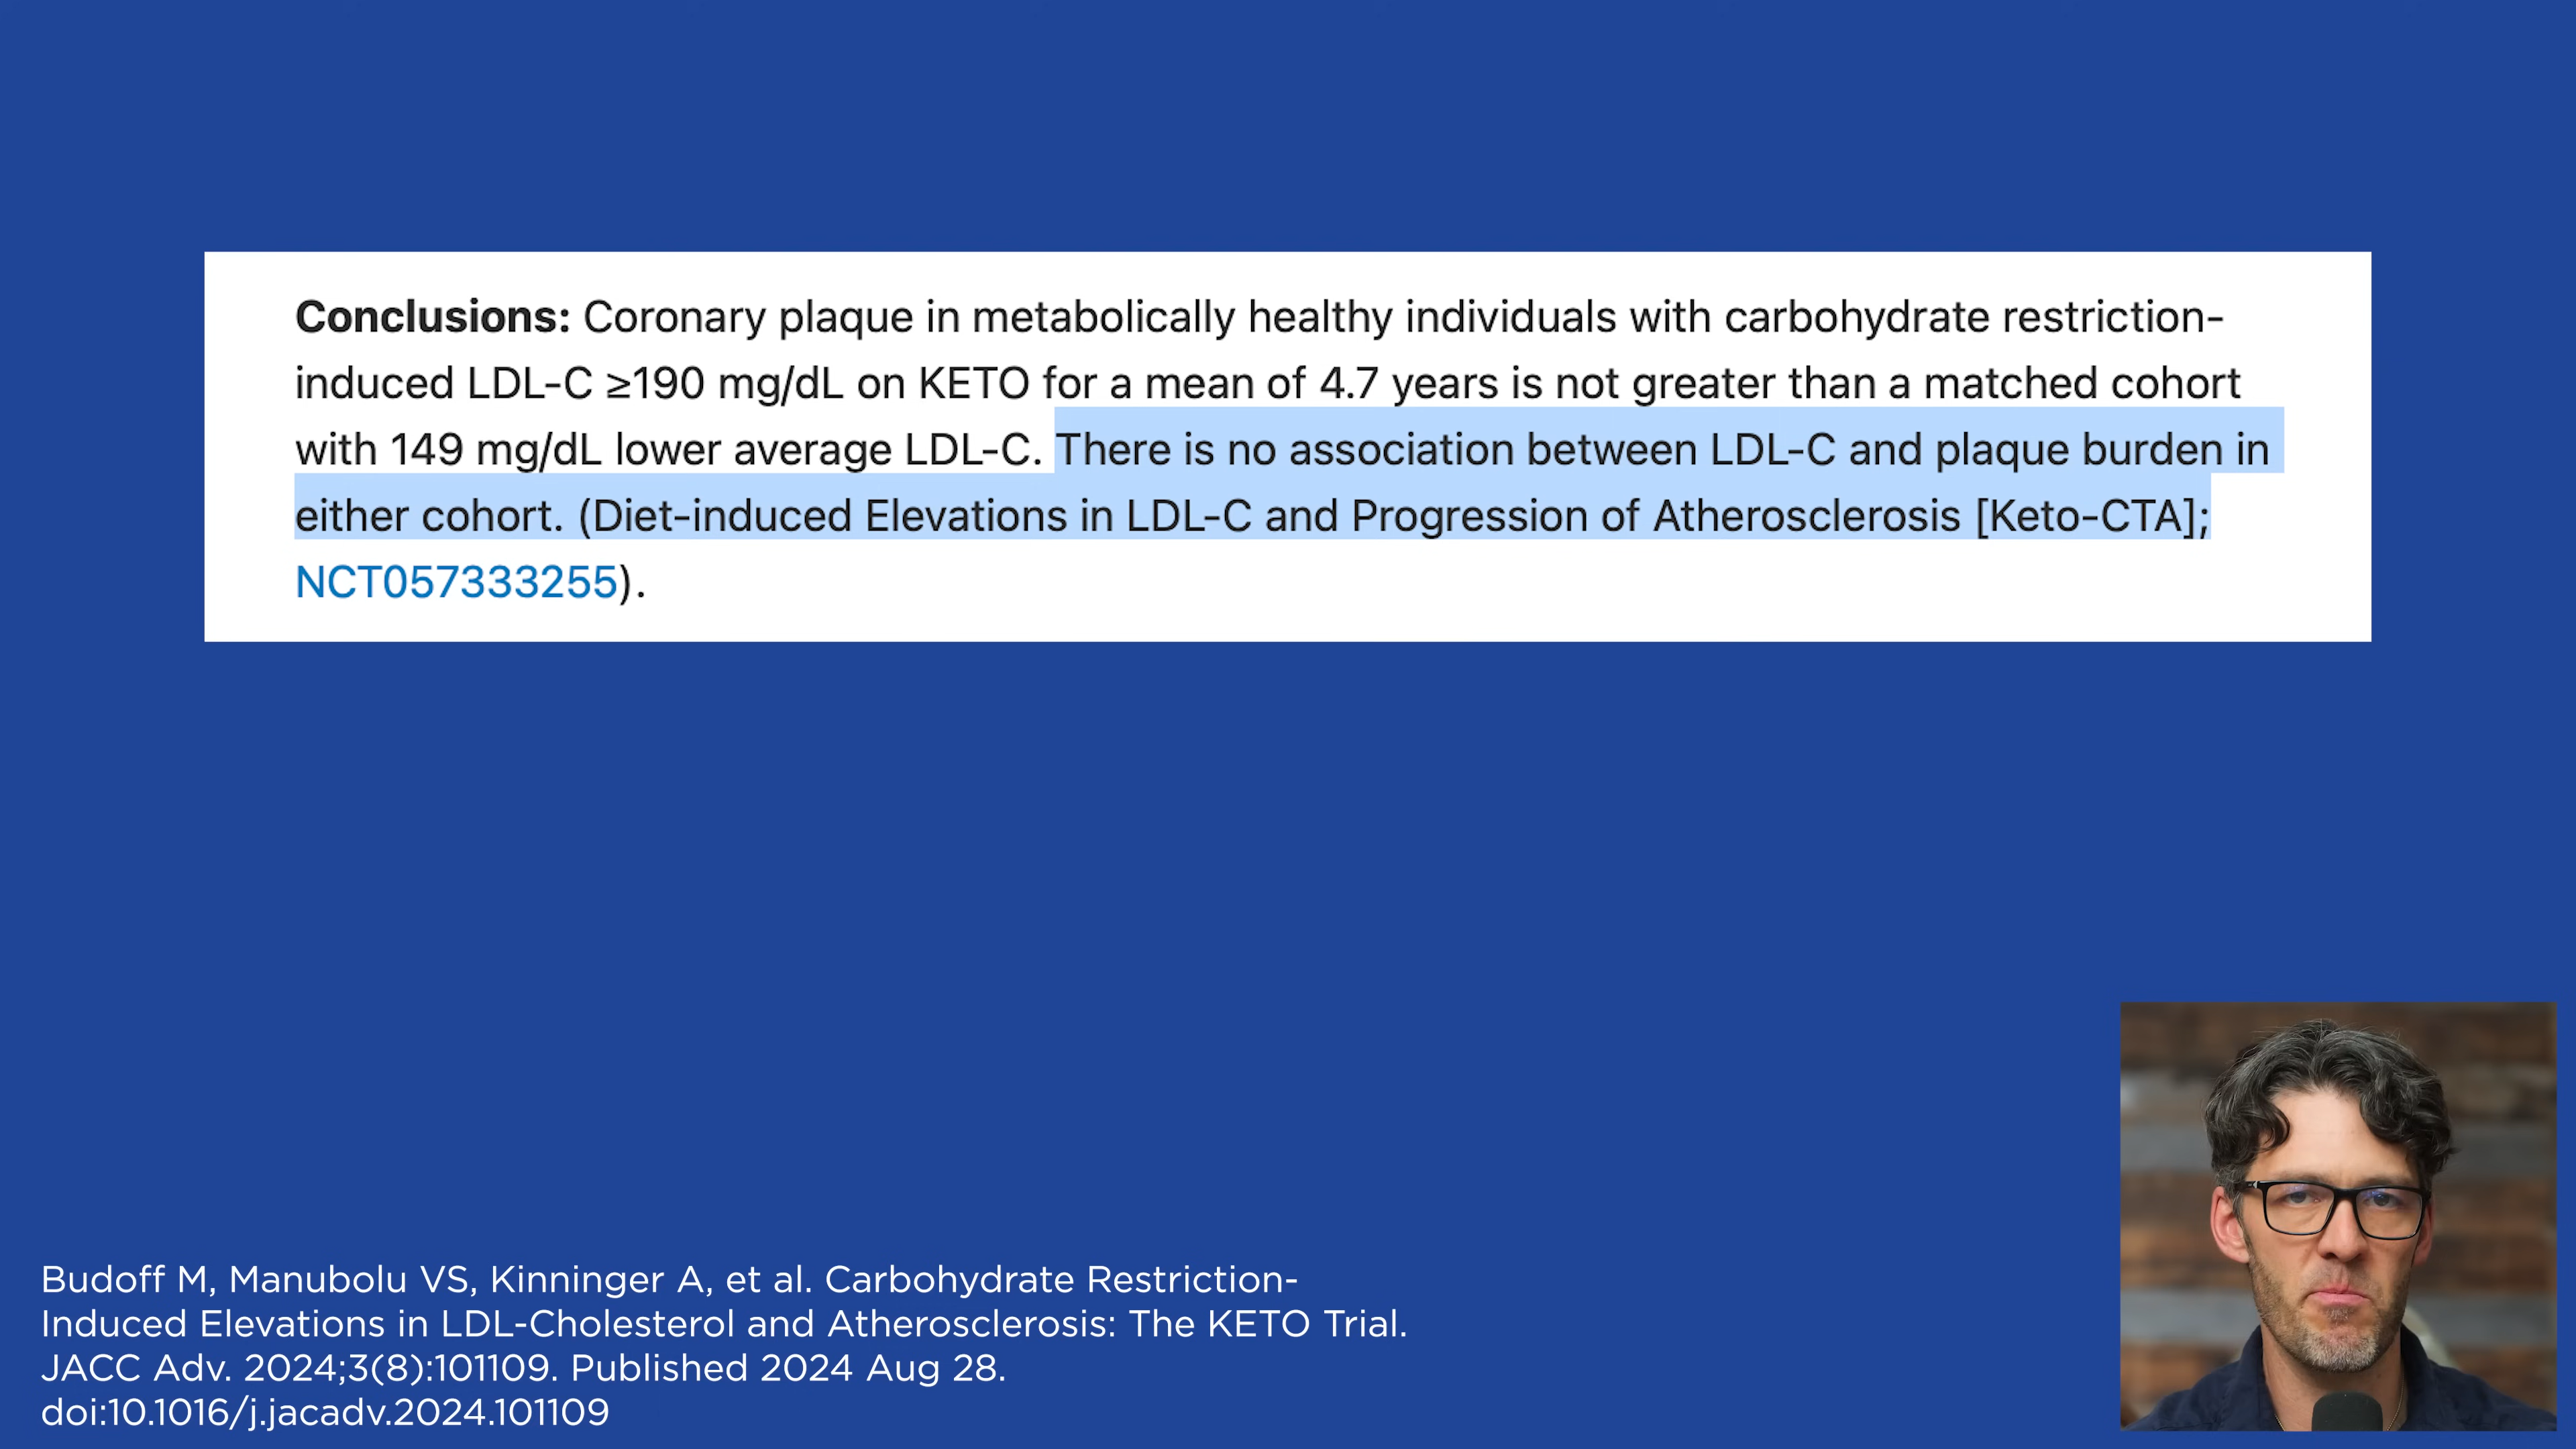 Conclusions: Coronary plaque in metabolically healthy individuals with carbohydrate restriction-
induced LDL-C ≥190 mg/dL on KETO for a mean of 4.7 years is not greater than a matched cohort
with 149 mg/dL lower average LDL-C. There is no association between LDL-C and plaque burden in
either cohort. (Diet-induced Elevations in LDL-C and Progression of Atherosclerosis [Keto-CTA];
NCT057333255).
Budoff M, Manubolu VS, Kinninger A, et al. Carbohydrate Restriction-
Induced Elevations in LDL-Cholesterol and Atherosclerosis: The KETO Trial.
JACC Adv. 2024;3(8):101109. Published 2024 Aug 28.
doi:10.1016/j.jacadv.2024.101109